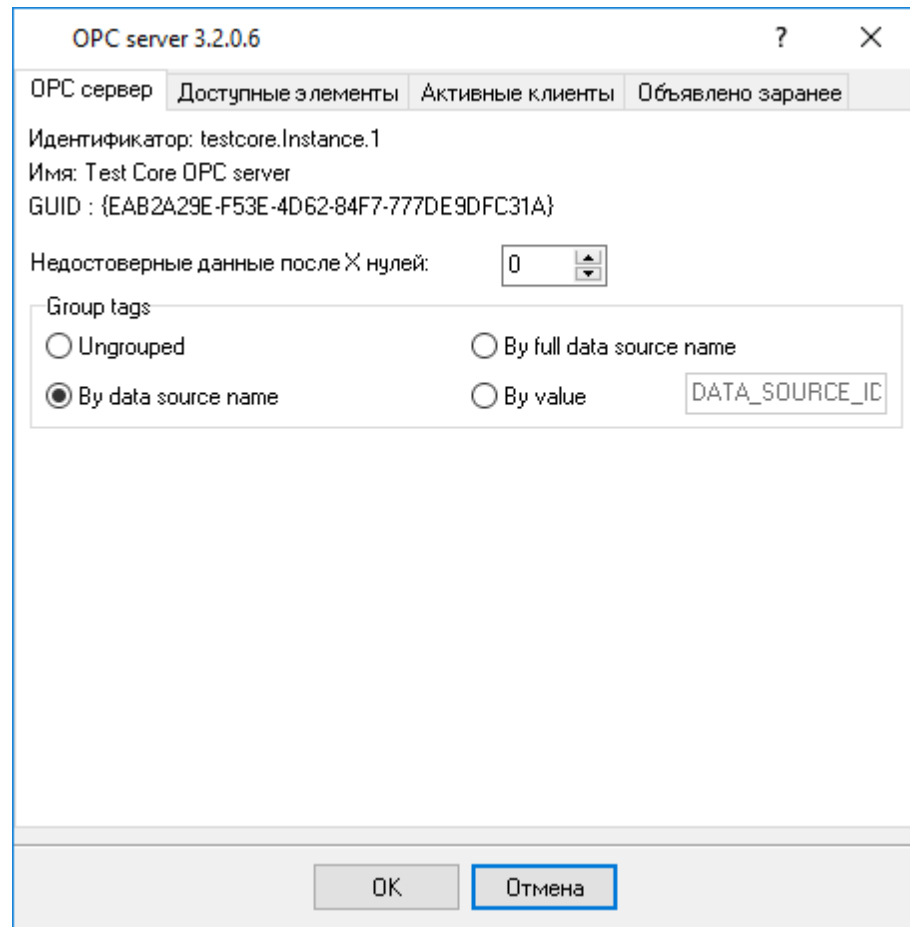 OPC server 3.2.0.6 ?
OPC сервер Доступные элементы Активные клиенты Объявлено заранее
Идентификатор: testcore.Instance.1
Имя: Test Core OPC server
GUID : {EAB2A29E-F53E-4D62-84F7-777DE9DFC31A}
Недостоверные данные после X нулей: 0
Group tags
Ungrouped By full data source name
By data source name By value DATA_SOURCE_ID
OK Отмена